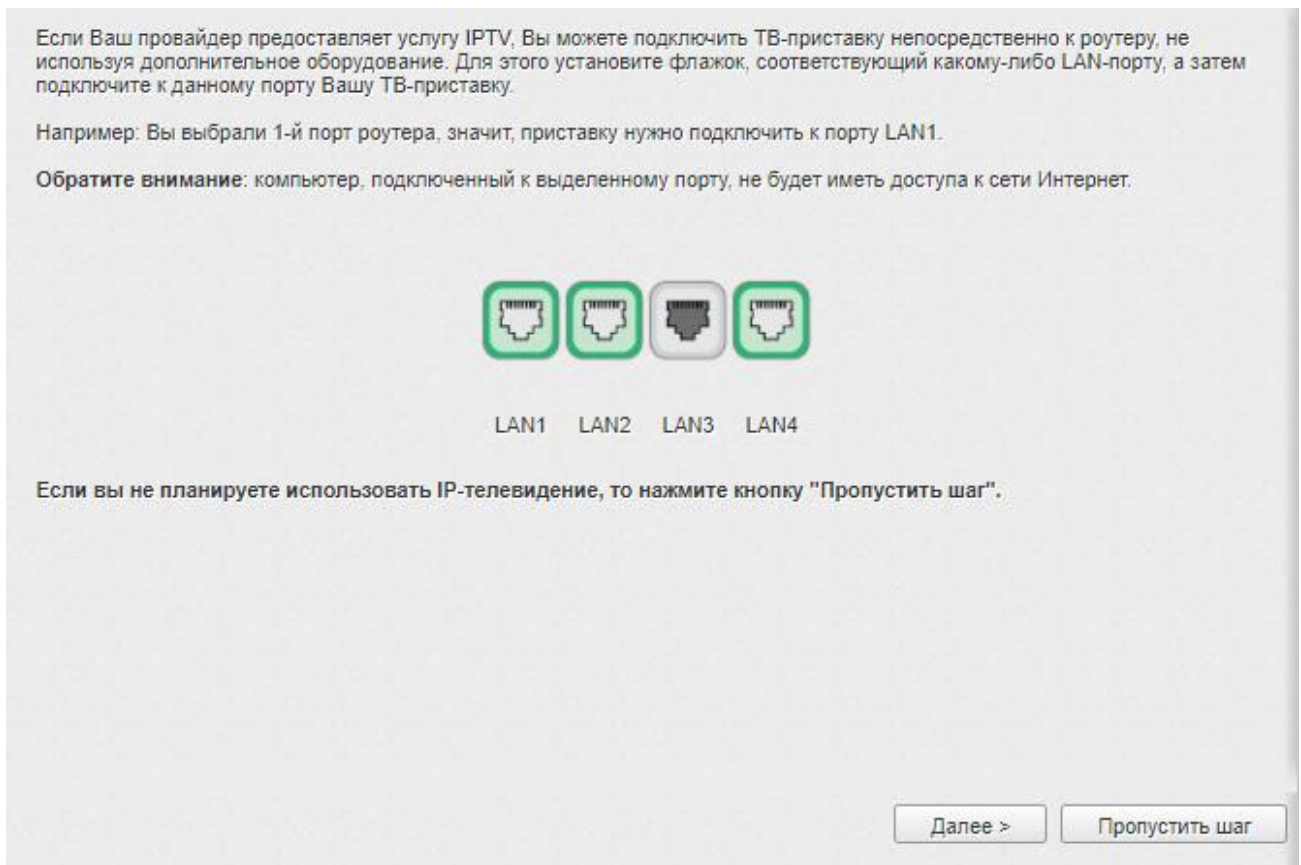 Если Ваш провайдер предоставляет услугу IPTV, Вы можете подключить ТВ-приставку непосредственно к роутеру, не
используя дополнительное оборудование. Для этого установите флажок, соответствующий какому-либо LAN-порту, а затем
подключите к данному порту Вашу ТВ-приставку.
Например: Вы выбрали 1-й порт роутера, значит, приставку нужно подключить к порту LAN1.
Обратите внимание: компьютер, подключенный к выделенному порту, не будет иметь доступа к сети Интернет.
LAN1 LAN2 LAN3 LAN4
Если вы не планируете использовать IP-телевидение, то нажмите кнопку "Пропустить шаг".
Далее > Пропустить шаг